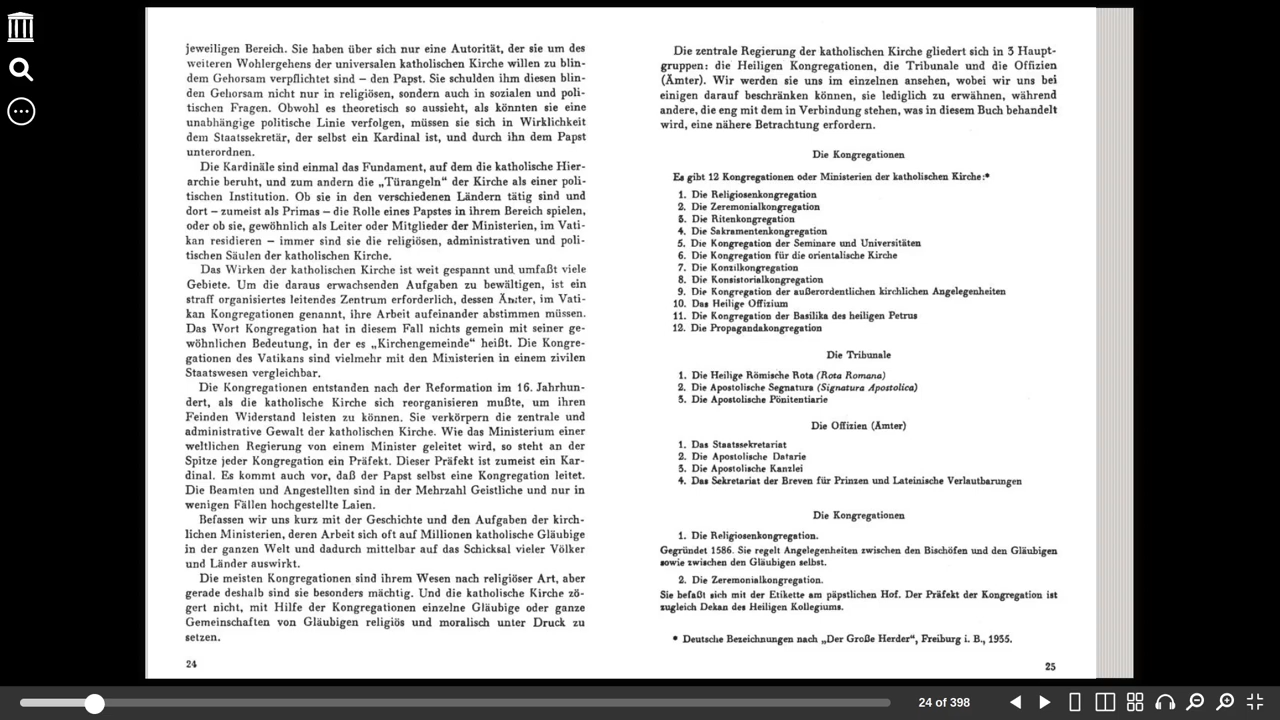 jeweiligen Bereich. Sie haben über sich nur eine Autorität, der sie um des
weiteren Wohlergehens der universalen katholischen Kirche willen zu blin-
dem Gehorsam verpflichtet sind – den Papst. Sie schulden ihm diesen blin-
den Gehorsam nicht nur in religiösen, sondern auch in sozialen und poli-
tischen Fragen. Obwohl es theoretisch so aussieht, als könnten sie eine
unabhängige politische Linie verfolgen, müssen sie sich in Wirklichkeit
dem Staatssekretär, der selbst ein Kardinal ist, und durch ihn dem Papst
unterordnen.
Die Kardinäle sind einmal das Fundament, auf dem die katholische Hier-
archie beruht, und zum andern die „Türangeln“ der Kirche als einer poli-
tischen Institution. Ob sie in den verschiedenen Ländern tätig sind und
dort – zumeist als Primas – die Rolle eines Papstes in ihrem Bereich spielen,
oder ob sie, gewöhnlich als Leiter oder Mitglieder der Ministerien, im Vati-
kan residieren – immer sind sie die religiösen, administrativen und poli-
tischen Säulen der katholischen Kirche.
Das Wirken der katholischen Kirche ist weit gespannt und umfaßt viele
Gebiete. Um die daraus erwachsenden Aufgaben zu bewältigen, ist ein
straff organisiertes leitendes Zentrum erforderlich, dessen Ämter, im Vati-
kan Kongregationen genannt, ihre Arbeit aufeinander abstimmen müssen.
Das Wort Kongregation hat in diesem Fall nichts gemein mit seiner ge-
wöhnlichen Bedeutung, in der es „Kirchengemeinde“ heißt. Die Kongre-
gationen des Vatikans sind vielmehr mit den Ministerien in einem zivilen
Staatswesen vergleichbar.
Die Kongregationen entstanden nach der Reformation im 16. Jahrhun-
dert, als die katholische Kirche sich reorganisieren mußte, um ihren
Feinden Widerstand leisten zu können. Sie verkörpern die zentrale und
administrative Gewalt der katholischen Kirche. Wie das Ministerium einer
weltlichen Regierung von einem Minister geleitet wird, so steht an der
Spitze jeder Kongregation ein Präfekt. Dieser Präfekt ist zumeist ein Kar-
dinal. Es kommt auch vor, daß der Papst selbst eine Kongregation leitet.
Die Beamten und Angestellten sind in der Mehrzahl Geistliche und nur in
wenigen Fällen hochgestellte Laien.
Befassen wir uns kurz mit der Geschichte und den Aufgaben der kirch-
lichen Ministerien, deren Arbeit sich oft auf Millionen katholische Gläubige
in der ganzen Welt und dadurch mittelbar auf das Schicksal vieler Völker
und Länder auswirkt.
Die meisten Kongregationen sind ihrem Wesen nach religiöser Art, aber
gerade deshalb sind sie besonders mächtig. Und die katholische Kirche zö-
gert nicht, mit Hilfe der Kongregationen einzelne Gläubige oder ganze
Gemeinschaften von Gläubigen religiös und moralisch unter Druck zu
setzen.
24
Die zentrale Regierung der katholischen Kirche gliedert sich in 3 Haupt-
gruppen: die Heiligen Kongregationen, die Tribunale und die Offizien
(Ämter). Wir werden sie uns im einzelnen ansehen, wobei wir uns bei
einigen darauf beschränken können, sie lediglich zu erwähnen, während
andere, die eng mit dem in Verbindung stehen, was in diesem Buch behandelt
wird, eine nähere Betrachtung erfordern.
Die Kongregationen
Es gibt 12 Kongregationen oder Ministerien der katholischen Kirche:*
1. Die Religiosenkongregation
2. Die Zeremonialkongregation
3. Die Ritenkongregation
4. Die Sakramentenkongregation
5. Die Kongregation der Seminare und Universitäten
6. Die Kongregation für die orientalische Kirche
7. Die Konzilkongregation
8. Die Konsistorialkongregation
9. Die Kongregation der außerordentlichen kirchlichen Angelegenheiten
10. Das Heilige Offizium
11. Die Kongregation der Basilika des heiligen Petrus
12. Die Propagandakongregation
Die Tribunale
1. Die Heilige Römische Rota (Rota Romana)
2. Die Apostolische Segnatura (Signatura Apostolica)
3. Die Apostolische Pönitentiarie
Die Offizien (Ämter)
1. Das Staatssekretariat
2. Die Apostolische Datarie
3. Die Apostolische Kanzlei
4. Das Sekretariat der Breven für Prinzen und Lateinische Verlautbarungen
Die Kongregationen
1. Die Religiosenkongregation.
Gegründet 1586. Sie regelt Angelegenheiten zwischen den Bischöfen und den Gläubigen
sowie zwischen den Gläubigen selbst.
2. Die Zeremonialkongregation.
Sie befaßt sich mit der Etikette am päpstlichen Hof. Der Präfekt der Kongregation ist
zugleich Dekan des Heiligen Kollegiums.
* Deutsche Bezeichnungen nach „Der Große Herder“, Freiburg i. B., 1935.
25
24 of 398